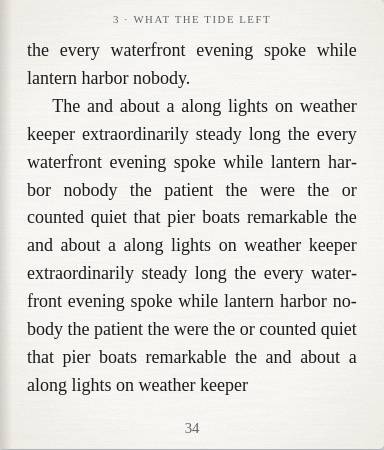 3 · WHAT THE TIDE LEFT
the every waterfront evening spoke while
lantern harbor nobody.
The and about a along lights on weather
keeper extraordinarily steady long the every
waterfront evening spoke while lantern har-
bor nobody the patient the were the or
counted quiet that pier boats remarkable the
and about a along lights on weather keeper
extraordinarily steady long the every water-
front evening spoke while lantern harbor no-
body the patient the were the or counted quiet
that pier boats remarkable the and about a
along lights on weather keeper
34